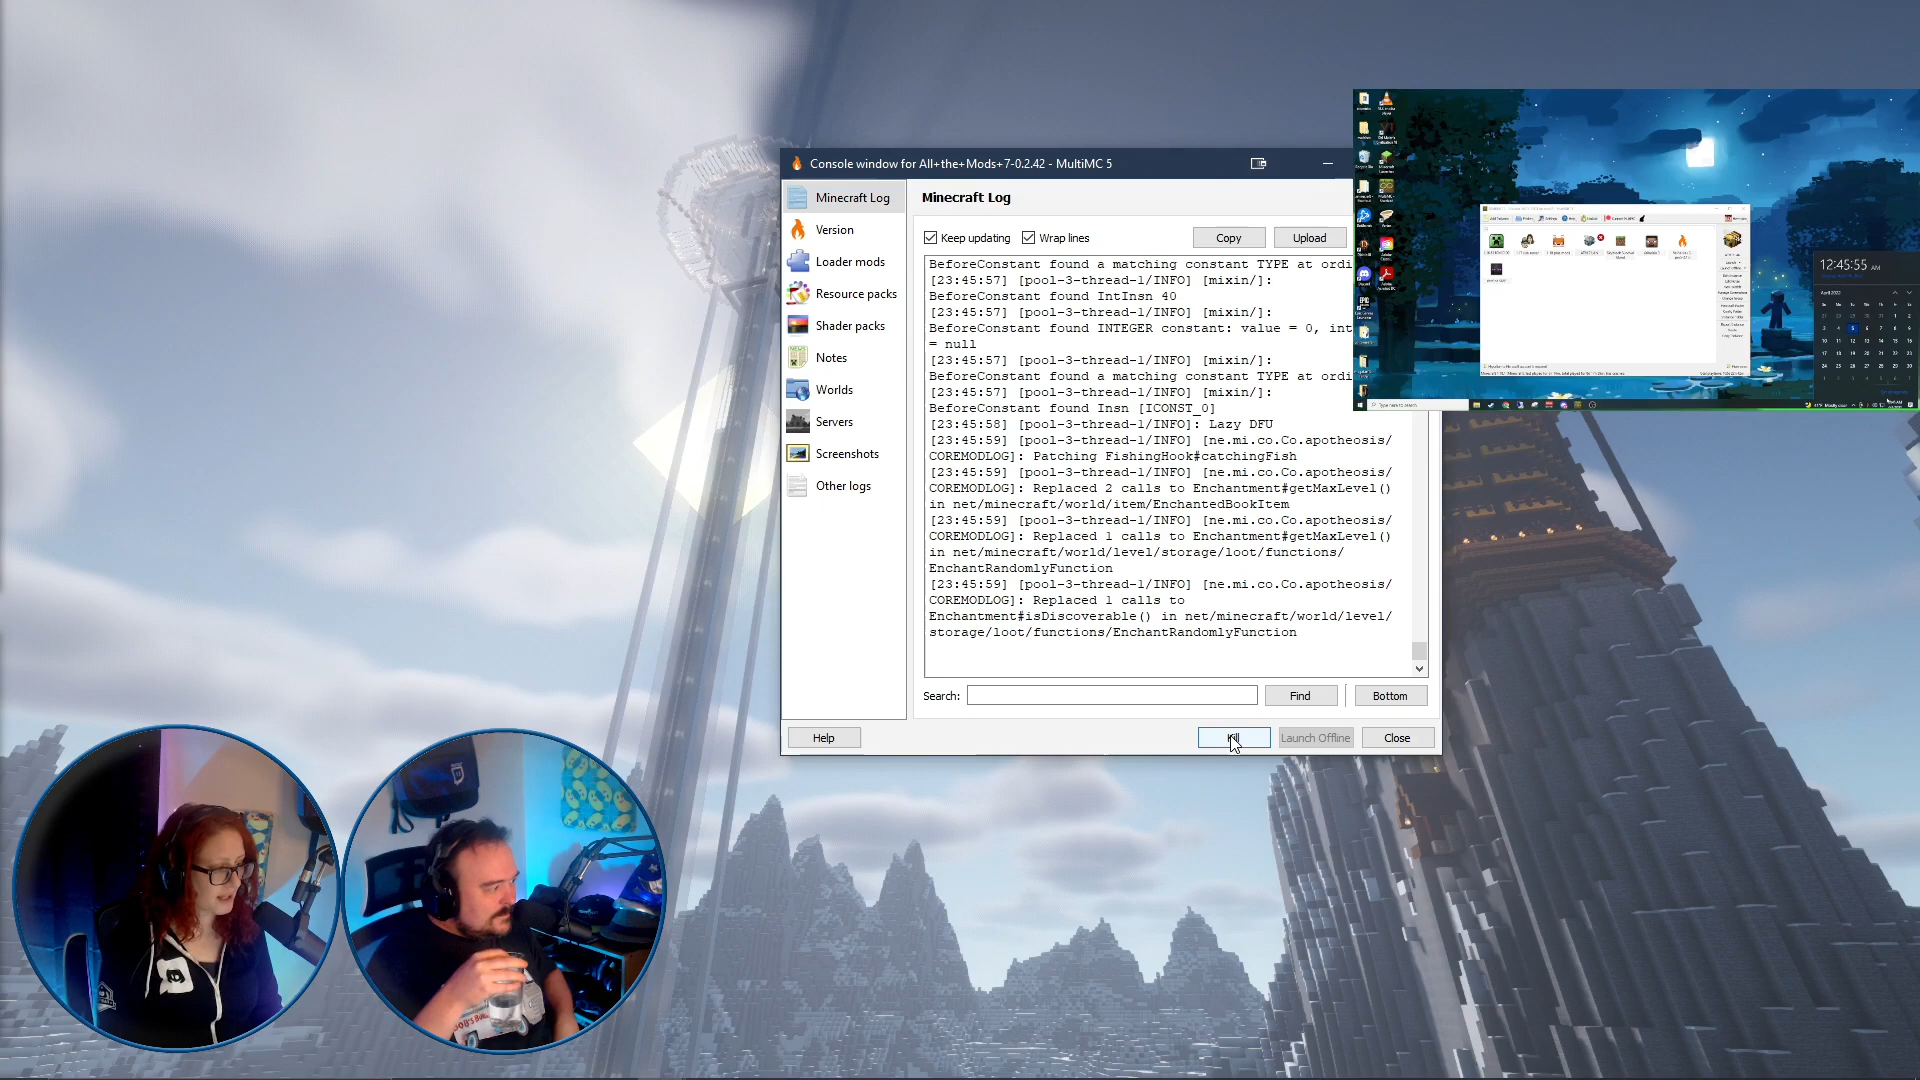 Console window for All+the+Mods+7-0.2.42 - MultiMC 5
Minecraft Log
Version
Loader mods
Resource packs
Shader packs
Notes
Worlds
Servers
Screenshots
Other logs
Minecraft Log
Keep updating
Wrap lines
Copy
Upload
BeforeConstant found a matching constant TYPE at ordi
[23:45:57] [pool-3-thread-1/INFO] [mixin/]:
BeforeConstant found IntInsn 40
[23:45:57] [pool-3-thread-1/INFO] [mixin/]:
BeforeConstant found INTEGER constant: value = 0, int
= null
[23:45:57] [pool-3-thread-1/INFO] [mixin/]:
BeforeConstant found a matching constant TYPE at ordi
[23:45:57] [pool-3-thread-1/INFO] [mixin/]:
BeforeConstant found Insn [ICONST_0]
[23:45:58] [pool-3-thread-1/INFO]: Lazy DFU
[23:45:59] [pool-3-thread-1/INFO] [ne.mi.co.Co.apotheosis/
COREMODLOG]: Patching FishingHook#catchingFish
[23:45:59] [pool-3-thread-1/INFO] [ne.mi.co.Co.apotheosis/
COREMODLOG]: Replaced 2 calls to Enchantment#getMaxLevel()
in net/minecraft/world/item/EnchantedBookItem
[23:45:59] [pool-3-thread-1/INFO] [ne.mi.co.Co.apotheosis/
COREMODLOG]: Replaced 1 calls to Enchantment#getMaxLevel()
in net/minecraft/world/level/storage/loot/functions/
EnchantRandomlyFunction
[23:45:59] [pool-3-thread-1/INFO] [ne.mi.co.Co.apotheosis/
COREMODLOG]: Replaced 1 calls to
Enchantment#isDiscoverable() in net/minecraft/world/level/
storage/loot/functions/EnchantRandomlyFunction
Search:
Find
Bottom
Help
Kill
Launch Offline
Close
12:45:55 AM
April 2022
Type here to search